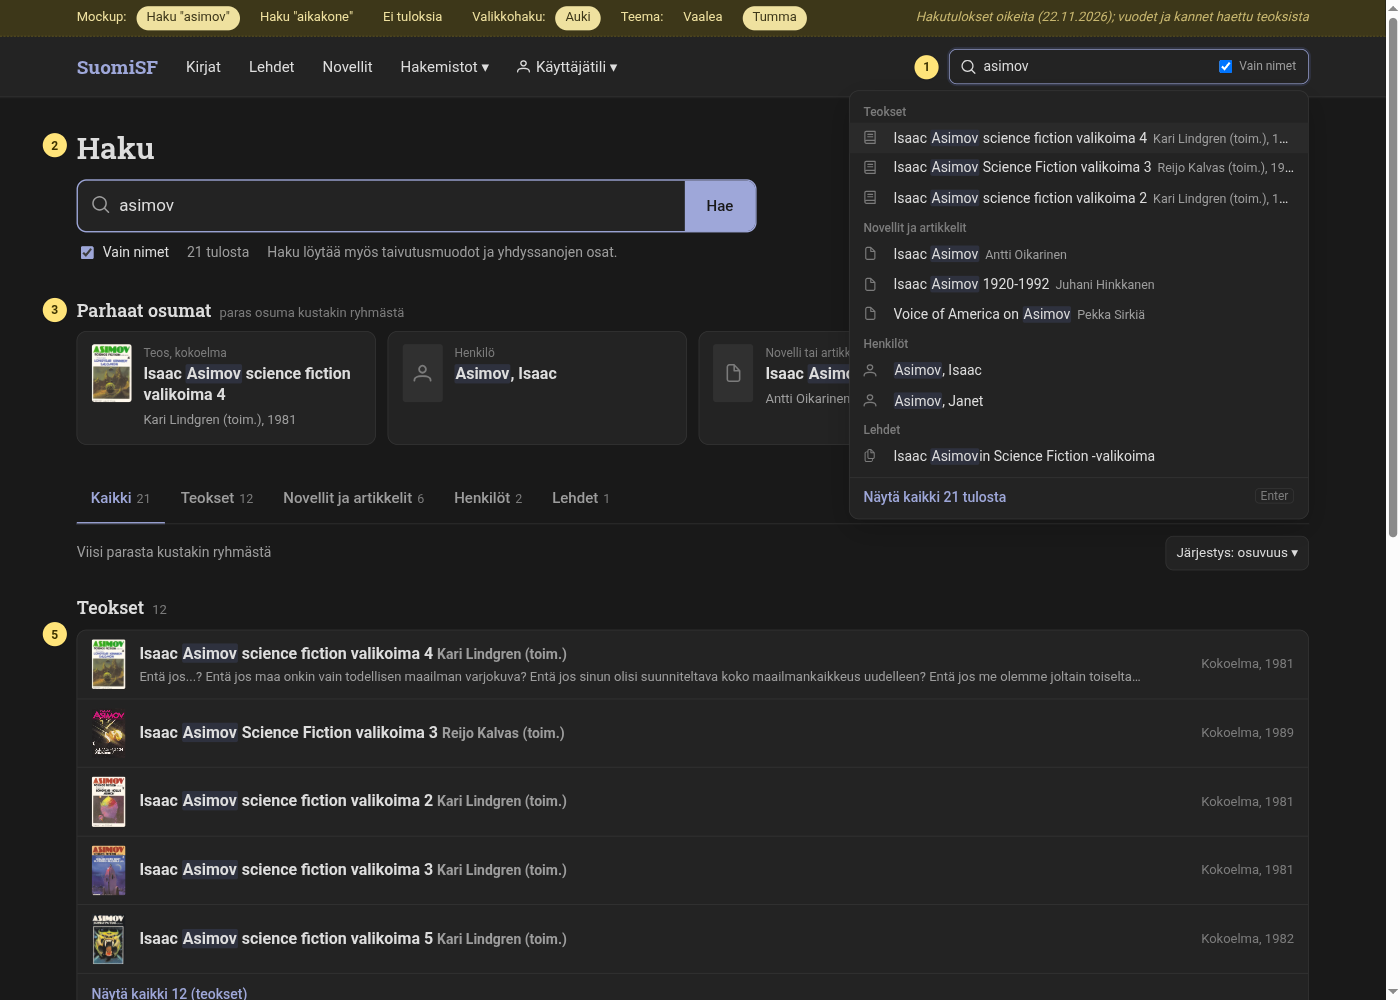 Mockup: Haku "asimov" Haku "aikakone" Ei tuloksia Valikkohaku: Auki Teema: Vaalea Tumma Hakutulokset oikeita (22.11.2026); vuodet ja kannet haettu teoksista
SuomiSF Kirjat Lehdet Novellit Hakemistot ▾ Käyttäjätili ▾ 1 asimov Vain nimet
Teokset
Isaac Asimov science fiction valikoima 4 Kari Lindgren (toim.), 1...
Isaac Asimov Science Fiction valikoima 3 Reijo Kalvas (toim.), 19...
Isaac Asimov science fiction valikoima 2 Kari Lindgren (toim.), 1...
Novellit ja artikkelit
Isaac Asimov Antti Oikarinen
Isaac Asimov 1920-1992 Juhani Hinkkanen
Voice of America on Asimov Pekka Sirkiä
Henkilöt
Asimov, Isaac
Asimov, Janet
Lehdet
Isaac Asimovin Science Fiction -valikoima
Näytä kaikki 21 tulosta Enter
2 Haku
asimov Hae
Vain nimet 21 tulosta Haku löytää myös taivutusmuodot ja yhdyssanojen osat.
3 Parhaat osumat paras osuma kustakin ryhmästä
Teos, kokoelma
Isaac Asimov science fiction
valikoima 4
Kari Lindgren (toim.), 1981
Henkilö
Asimov, Isaac
Novelli tai artikk
Isaac Asimo
Antti Oikarinen
Kaikki 21 Teokset 12 Novellit ja artikkelit 6 Henkilöt 2 Lehdet 1
Viisi parasta kustakin ryhmästä Järjestys: osuvuus ▾
Teokset 12
5
ASIMOV
Isaac Asimov science fiction valikoima 4 Kari Lindgren (toim.) Kokoelma, 1981
Entä jos...? Entä jos maa onkin vain todellisen maailman varjokuva? Entä jos sinun olisi suunniteltava koko maailmankaikkeus uudelleen? Entä jos me olemme joltain toiselta...
ASIMOV
Isaac Asimov Science Fiction valikoima 3 Reijo Kalvas (toim.) Kokoelma, 1989
ASIMOV
Isaac Asimov science fiction valikoima 2 Kari Lindgren (toim.) Kokoelma, 1981
ASIMOV
Isaac Asimov science fiction valikoima 3 Kari Lindgren (toim.) Kokoelma, 1981
ASIMOV
Isaac Asimov science fiction valikoima 5 Kari Lindgren (toim.) Kokoelma, 1982
Näytä kaikki 12 (teokset)